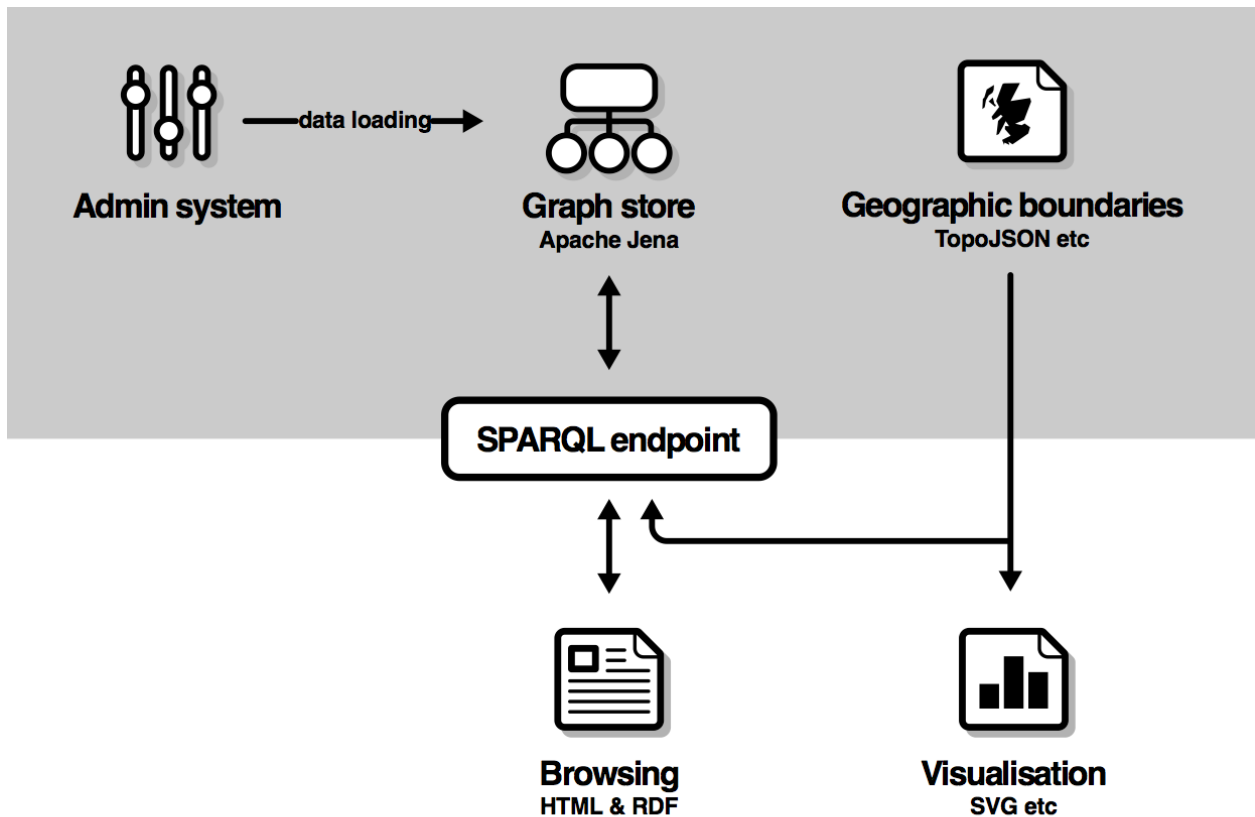 data loading
Admin system
Graph store
Apache Jena
Geographic boundaries
TopoJSON etc
SPARQL endpoint
Browsing
HTML & RDF
Visualisation
SVG etc